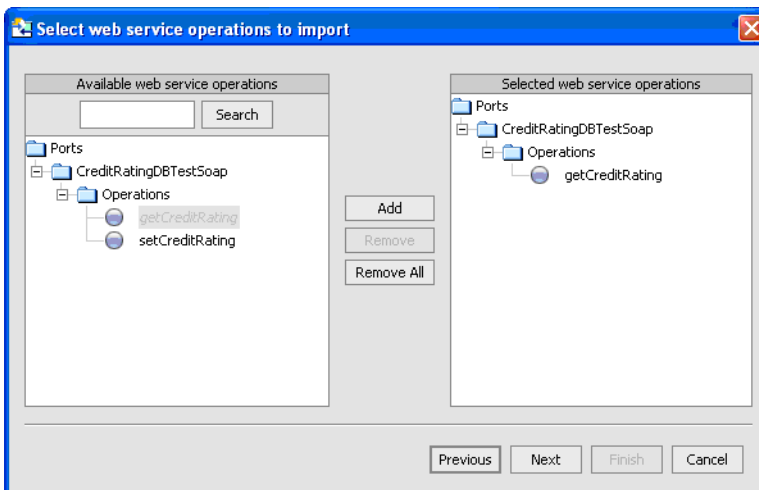 Select web service operations to import
Available web service operations
Search
Ports
CreditRatingDBTestSoap
Operations
getCreditRating
setCreditRating
Add
Remove
Remove All
Selected web service operations
Ports
CreditRatingDBTestSoap
Operations
getCreditRating
Previous
Next
Finish
Cancel